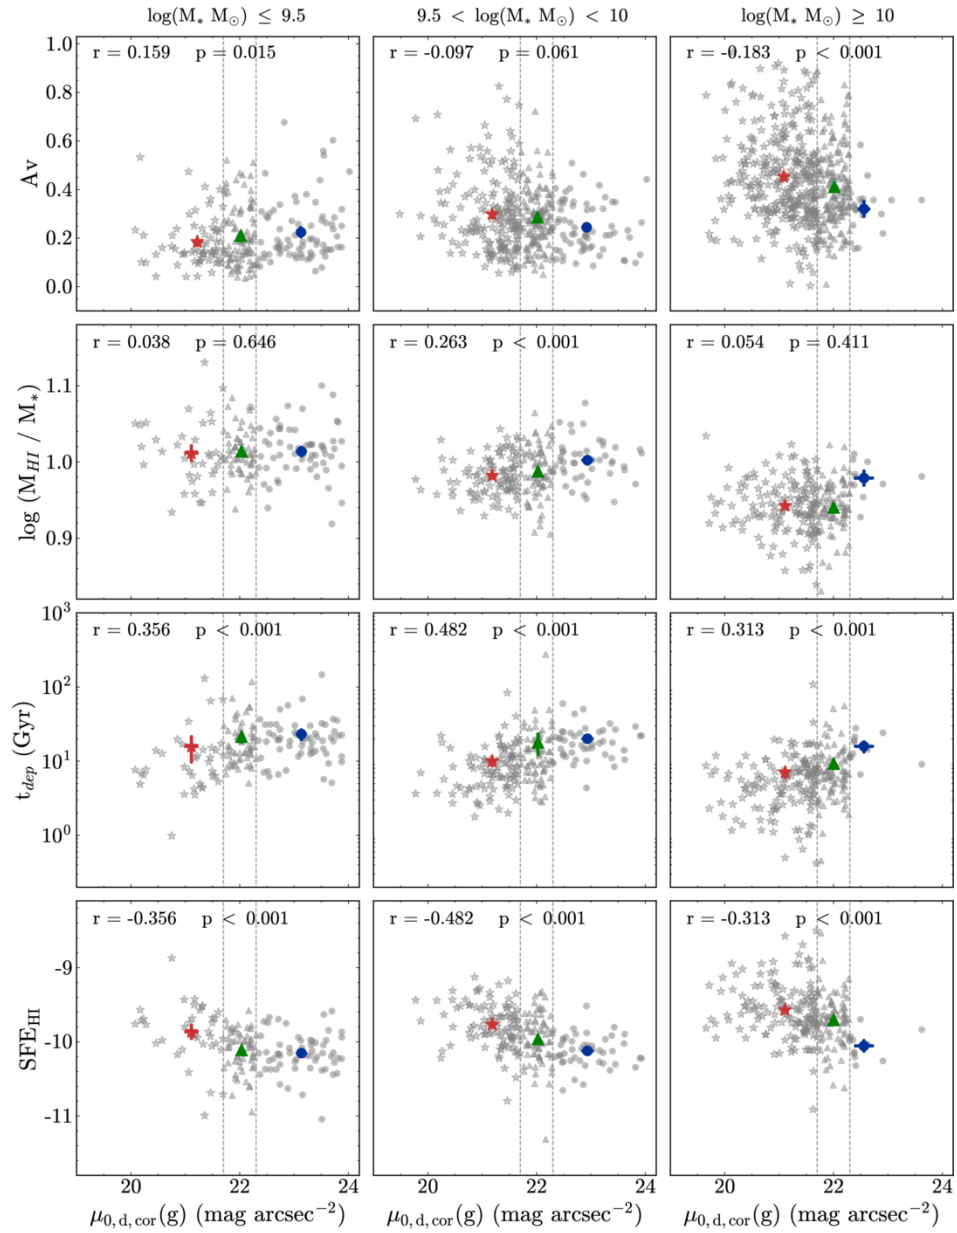 log(M* M⊙) ≤ 9.5
9.5 < log(M* M⊙) < 10
log(M* M⊙) ≥ 10
Av
1.0
0.8
0.6
0.4
0.2
0.0
r = 0.159 p = 0.015
r = -0.097 p = 0.061
r = -0.183 p < 0.001
log (M_HI / M_*)
1.1
1.0
0.9
r = 0.038 p = 0.646
r = 0.263 p < 0.001
r = 0.054 p = 0.411
t_dep (Gyr)
10³
10²
10¹
10⁰
r = 0.356 p < 0.001
r = 0.482 p < 0.001
r = 0.313 p < 0.001
SFE_HI
-9
-10
-11
r = -0.356 p < 0.001
r = -0.482 p < 0.001
r = -0.313 p < 0.001
20 22 24
20 22 24
20 22 24
μ0,d,cor(g) (mag arcsec⁻²)
μ0,d,cor(g) (mag arcsec⁻²)
μ0,d,cor(g) (mag arcsec⁻²)